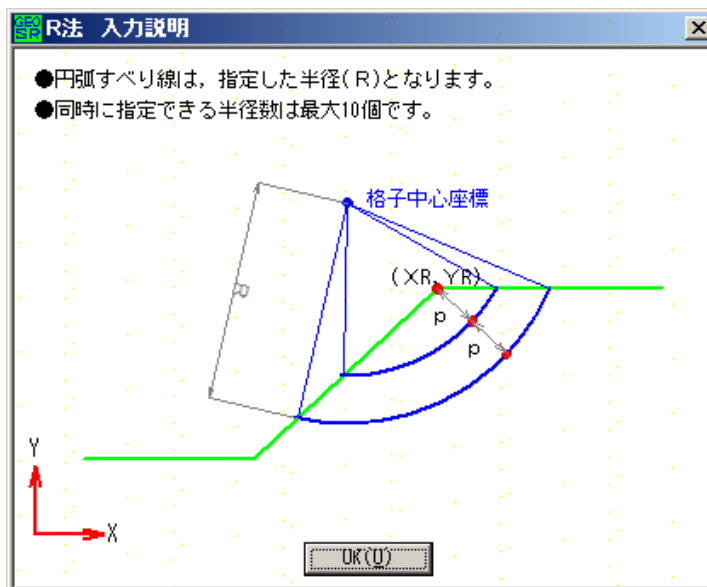 GEO SR R法 入力説明
●円弧すべり線は，指定した半径(R)となります。
●同時に指定できる半径数は最大10個です。
格子中心座標
(XR, YR)
R
p
p
Y
X
OK(O)